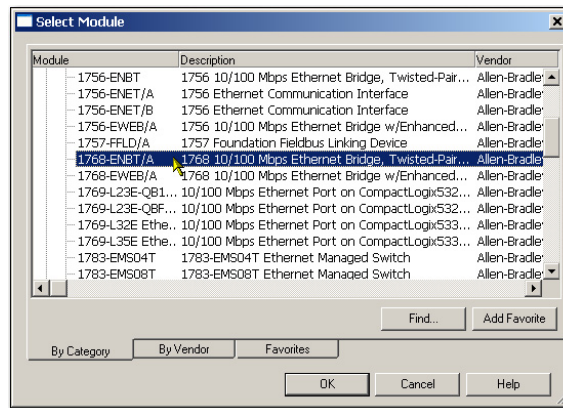 Select Module
Module Description Vendor
1756-ENBT 1756 10/100 Mbps Ethernet Bridge, Twisted-Pair... Allen-Bradley
1756-ENET/A 1756 Ethernet Communication Interface Allen-Bradley
1756-ENET/B 1756 Ethernet Communication Interface Allen-Bradley
1756-EWEB/A 1756 10/100 Mbps Ethernet Bridge w/Enhanced... Allen-Bradley
1757-FFLD/A 1757 Foundation Fieldbus Linking Device Allen-Bradley
1768-ENBT/A 1768 10/100 Mbps Ethernet Bridge, Twisted-Pair... Allen-Bradley
1768-EWEB/A 1768 10/100 Mbps Ethernet Bridge w/Enhanced... Allen-Bradley
1769-L23E-QB1... 10/100 Mbps Ethernet Port on CompactLogix532... Allen-Bradley
1769-L23E-QBF... 10/100 Mbps Ethernet Port on CompactLogix532... Allen-Bradley
1769-L32E Ethe... 10/100 Mbps Ethernet Port on CompactLogix533... Allen-Bradley
1769-L35E Ethe... 10/100 Mbps Ethernet Port on CompactLogix533... Allen-Bradley
1783-EMS04T 1783-EMS04T Ethernet Managed Switch Allen-Bradley
1783-EMS08T 1783-EMS08T Ethernet Managed Switch Allen-Bradley
Find... Add Favorite
By Category By Vendor Favorites
OK Cancel Help